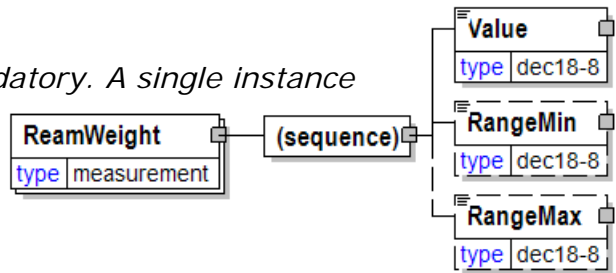 Value
type dec18-8
datory. A single instance
RangeMin
ReamWeight
(sequence)
type measurement
type dec18-8
RangeMax
type dec18-8